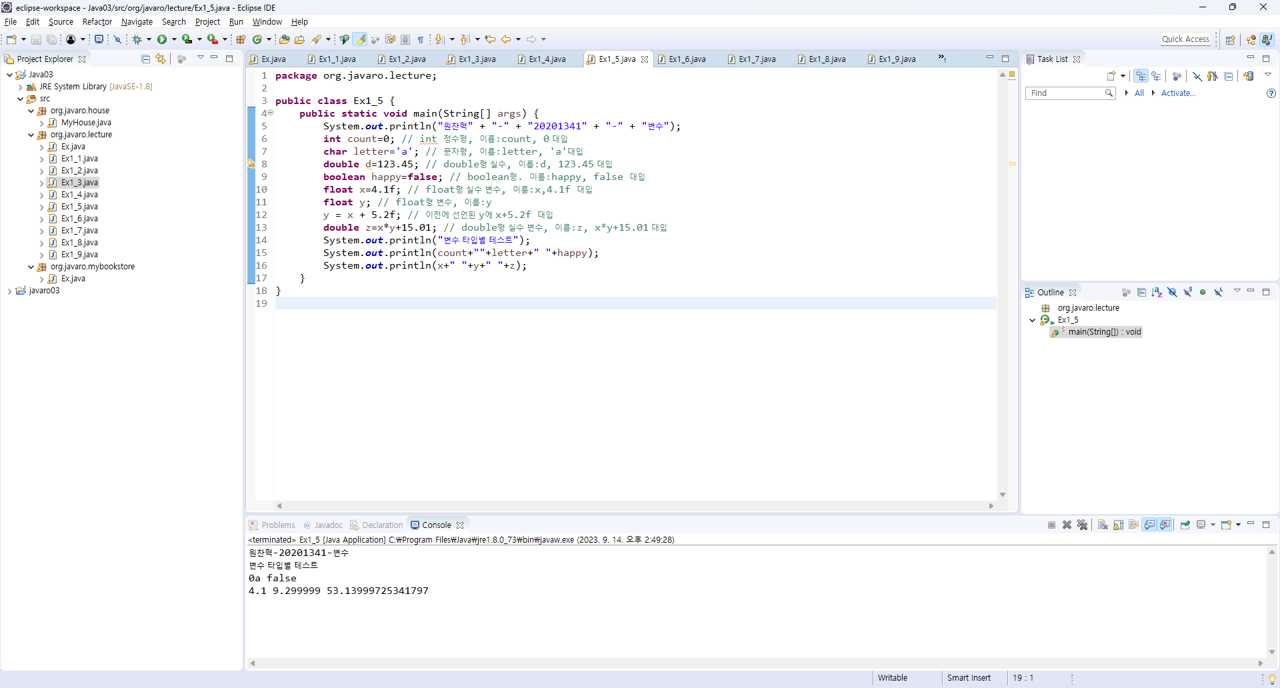 eclipse-workspace - Java03/src/org/javaro/lecture/Ex1_5.java - Eclipse IDE
File Edit Source Refactor Navigate Search Project Run Window Help
Quick Access
Project Explorer
Java03
JRE System Library [JavaSE-1.8]
src
org.javaro.house
MyHouse.java
org.javaro.lecture
Ex.java
Ex1_1.java
Ex1_2.java
Ex1_3.java
Ex1_4.java
Ex1_5.java
Ex1_6.java
Ex1_7.java
Ex1_8.java
Ex1_9.java
org.javaro.mybookstore
Ex.java
javaro03
Ex.java Ex1_1.java Ex1_2.java Ex1_3.java Ex1_4.java Ex1_5.java Ex1_6.java Ex1_7.java Ex1_8.java Ex1_9.java »1
1 package org.javaro.lecture;
2
3 public class Ex1_5 {
4 public static void main(String[] args) {
5 System.out.println("원찬혁" + "-" + "20201341" + "-" + "변수");
6 int count=0; // int 정수형, 이름:count, 0대입
7 char letter='a'; // 문자형, 이름:letter, 'a'대입
8 double d=123.45; // double형 실수, 이름:d, 123.45대입
9 boolean happy=false; // boolean형. 이름:happy, false 대입
10 float x=4.1f; // float형 실수 변수, 이름:x,4.1f 대입
11 float y; // float형 변수, 이름:y
12 y = x + 5.2f; // 이전에 선언된 y에 x+5.2f 대입
13 double z=x*y+15.01; // double형 실수 변수, 이름:z, x*y+15.01대입
14 System.out.println("변수 타입별 테스트");
15 System.out.println(count+""+letter+" "+happy);
16 System.out.println(x+" "+y+" "+z);
17 }
18 }
19
Task List
Find All Activate...
Outline
org.javaro.lecture
Ex1_5
main(String[]) : void
Problems Javadoc Declaration Console
<terminated> Ex1_5 [Java Application] C:₩Program Files₩Java₩jre1.8.0_73₩bin₩javaw.exe (2023. 9. 14. 오후 2:49:28)
원찬혁-20201341-변수
변수 타입별 테스트
0a false
4.1 9.299999 53.13999725341797
Writable Smart Insert 19 : 1